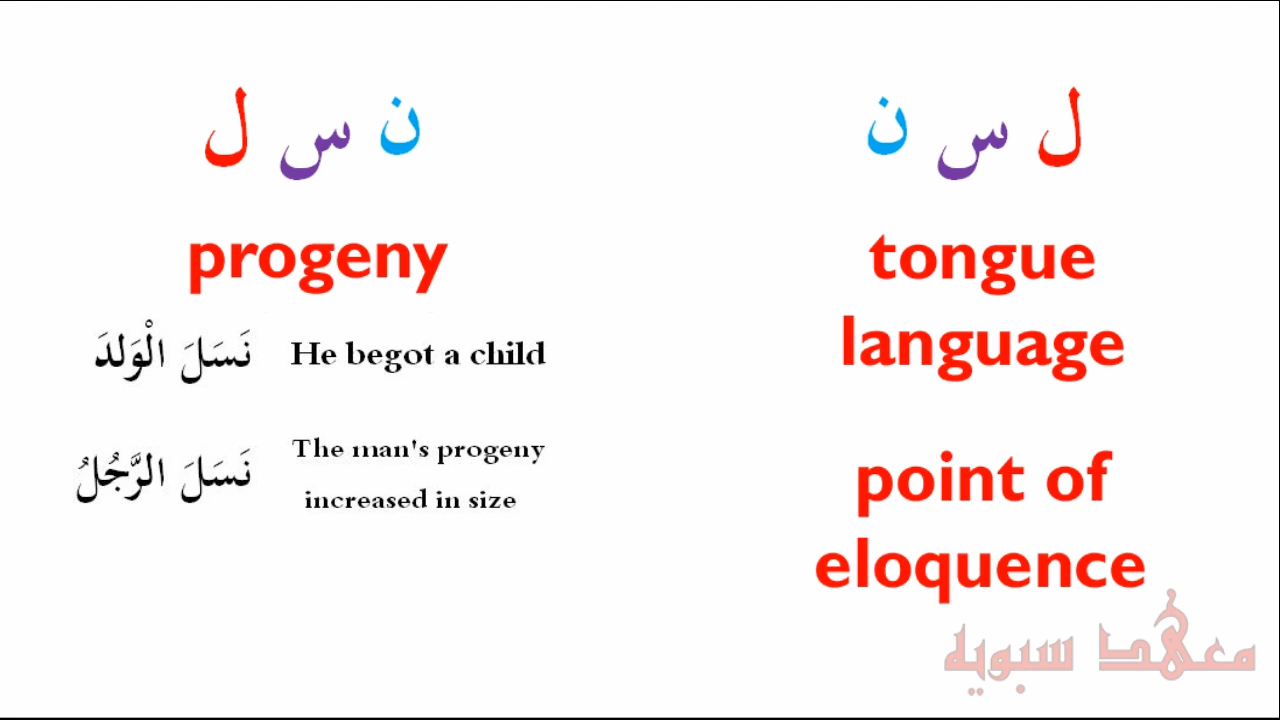 ن س ل
progeny
نَسَلَ الْوَلدَ He begot a child
نَسَلَ الرَّجُلُ The man's progeny
increased in size
ل س ن
tongue
language
point of
eloquence
معهد سبويه